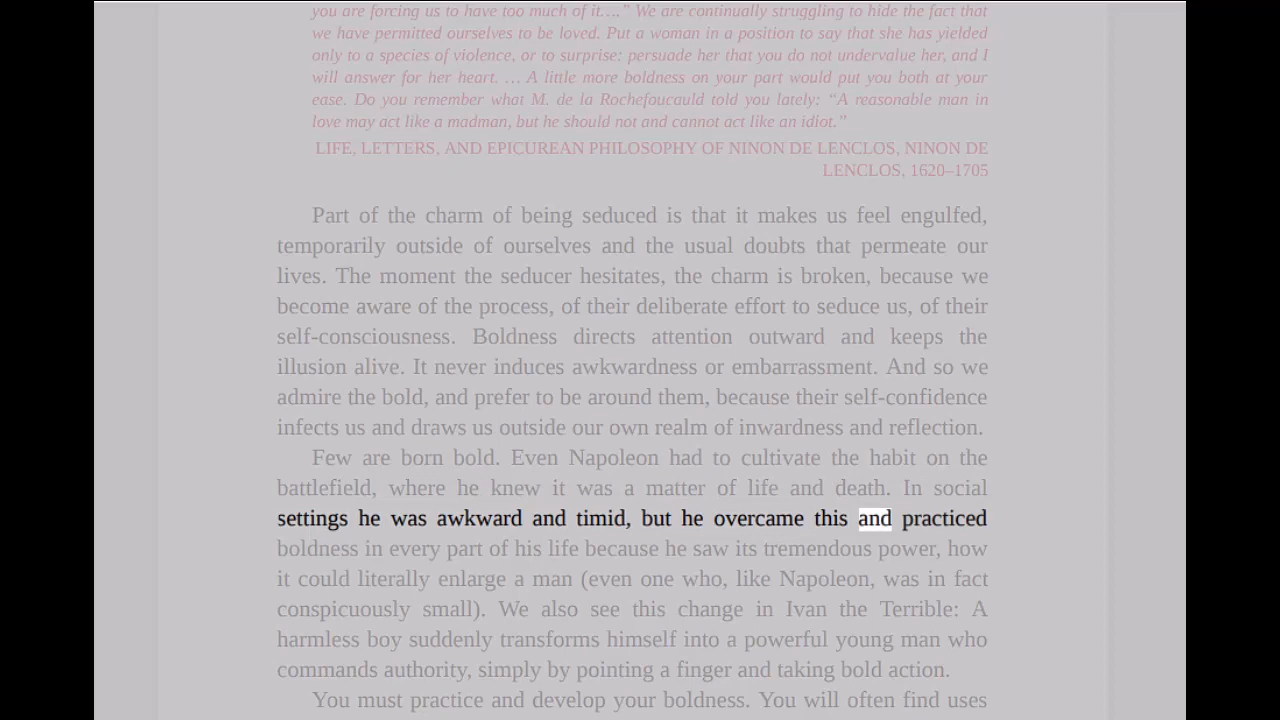 you are forcing us to have too much of it….” We are continually struggling to hide the fact that
we have permitted ourselves to be loved. Put a woman in a position to say that she has yielded
only to a species of violence, or to surprise: persuade her that you do not undervalue her, and I
will answer for her heart. … A little more boldness on your part would put you both at your
ease. Do you remember what M. de la Rochefoucauld told you lately: “A reasonable man in
love may act like a madman, but he should not and cannot act like an idiot.”
LIFE, LETTERS, AND EPICUREAN PHILOSOPHY OF NINON DE LENCLOS, NINON DE
LENCLOS, 1620–1705
Part of the charm of being seduced is that it makes us feel engulfed,
temporarily outside of ourselves and the usual doubts that permeate our
lives. The moment the seducer hesitates, the charm is broken, because we
become aware of the process, of their deliberate effort to seduce us, of their
self-consciousness. Boldness directs attention outward and keeps the
illusion alive. It never induces awkwardness or embarrassment. And so we
admire the bold, and prefer to be around them, because their self-confidence
infects us and draws us outside our own realm of inwardness and reflection.
Few are born bold. Even Napoleon had to cultivate the habit on the
battlefield, where he knew it was a matter of life and death. In social
settings he was awkward and timid, but he overcame this and practiced
boldness in every part of his life because he saw its tremendous power, how
it could literally enlarge a man (even one who, like Napoleon, was in fact
conspicuously small). We also see this change in Ivan the Terrible: A
harmless boy suddenly transforms himself into a powerful young man who
commands authority, simply by pointing a finger and taking bold action.
You must practice and develop your boldness. You will often find uses